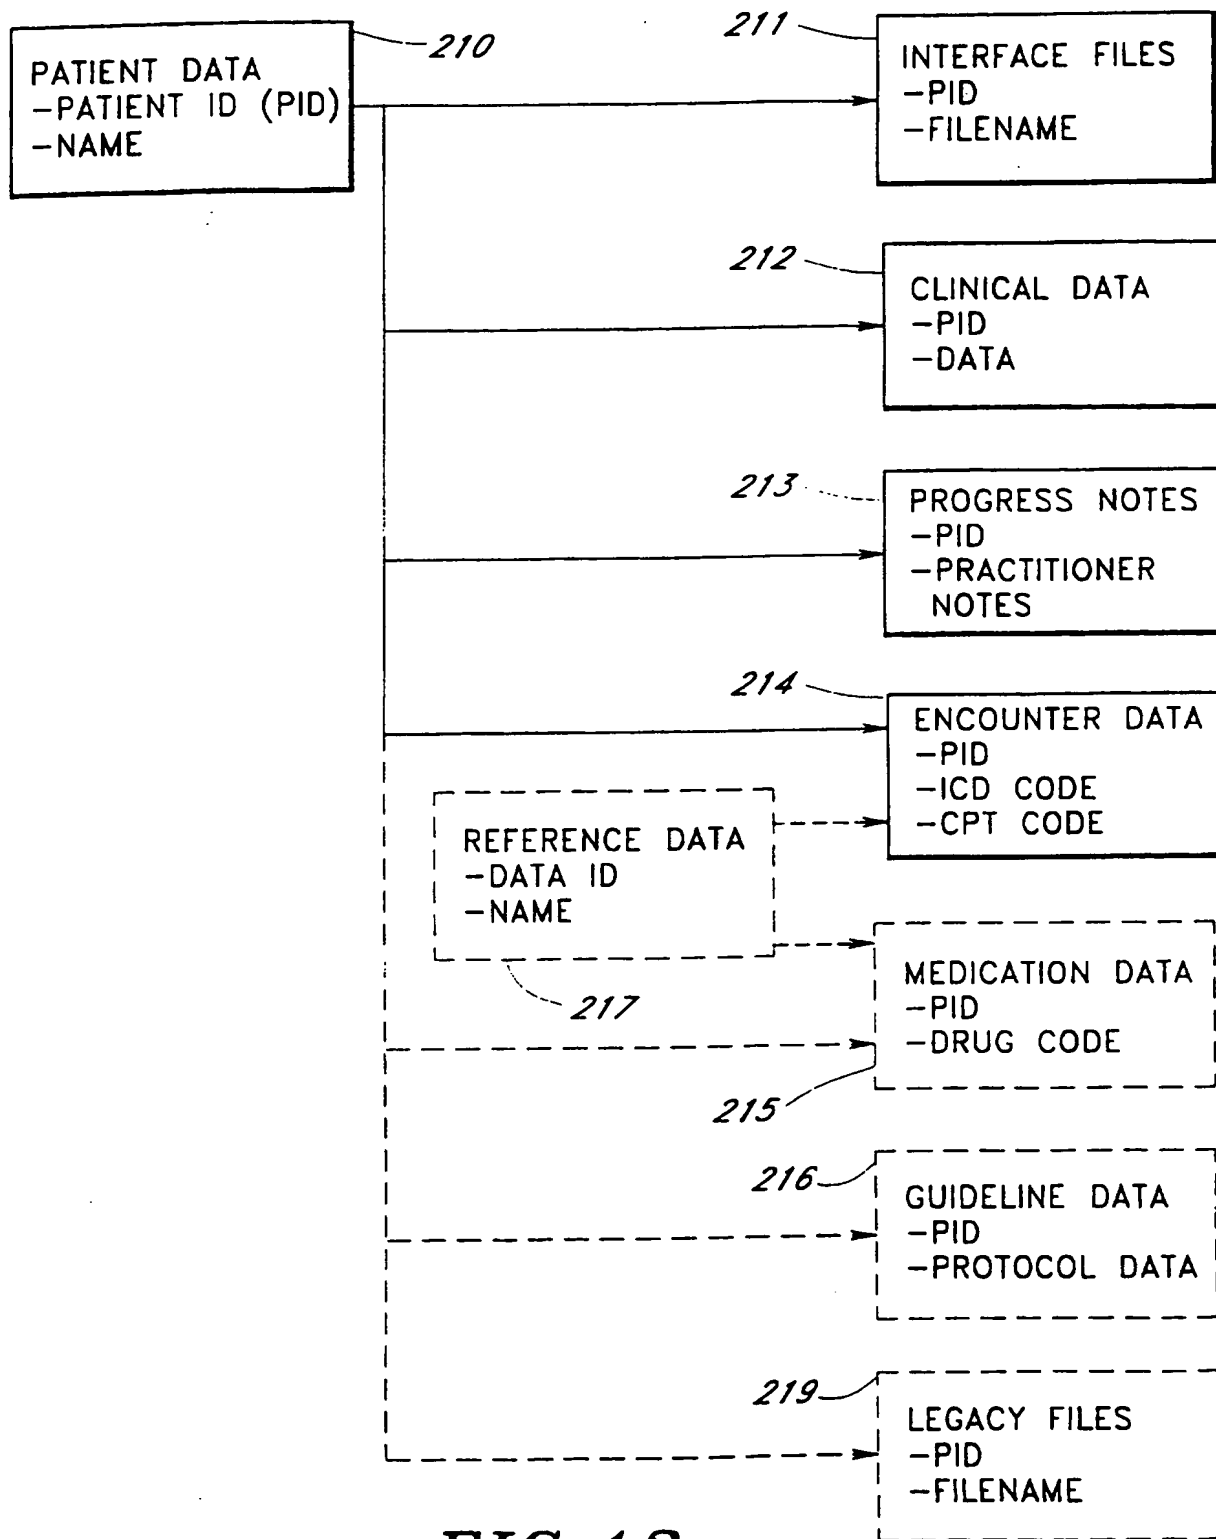 210
PATIENT DATA
-PATIENT ID (PID)
-NAME
211
INTERFACE FILES
-PID
-FILENAME
212
CLINICAL DATA
-PID
-DATA
213
PROGRESS NOTES
-PID
-PRACTITIONER
NOTES
214
ENCOUNTER DATA
-PID
-ICD CODE
-CPT CODE
REFERENCE DATA
-DATA ID
-NAME
217
MEDICATION DATA
-PID
-DRUG CODE
215
216
GUIDELINE DATA
-PID
-PROTOCOL DATA
219
LEGACY FILES
-PID
-FILENAME